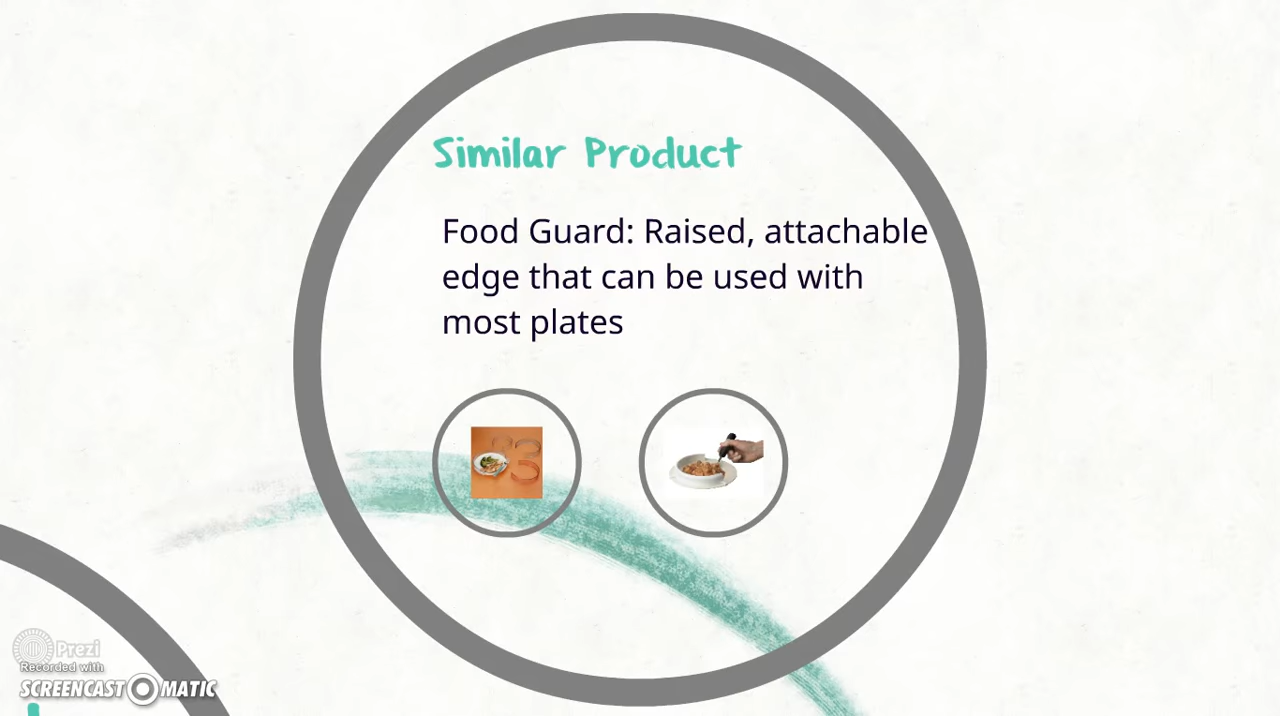 Similar Product
Food Guard: Raised, attachable
edge that can be used with
most plates
Prezi
Recorded with
SCREENCAST O MATIC